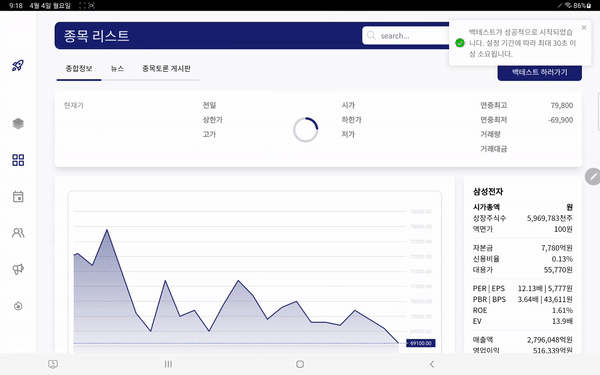 9:18 4월 4일 월요일
86%
종목 리스트
search...
백테스트가 성공적으로 시작되었습
니다. 설정 기간에 따라 최대 30초 이
상 소요됩니다.
백테스트 하러가기
종합정보 뉴스 종목토론 게시판
현재가 전일 시가 연중최고 79,800
상한가 하한가 연중최저 -69,900
고가 저가 거래량
거래대금
69100.00
삼성전자
시가총액 원
상장주식수 5,969,783천주
액면가 100원
자본금 7,780억원
신용비율 0.13%
대용가 55,770원
PER | EPS 12.13배 | 5,777원
PBR | BPS 3.64배 | 43,611원
ROE 1.61%
EV 13.9배
매출액 2,796,048억원
영업이익 516,339억원